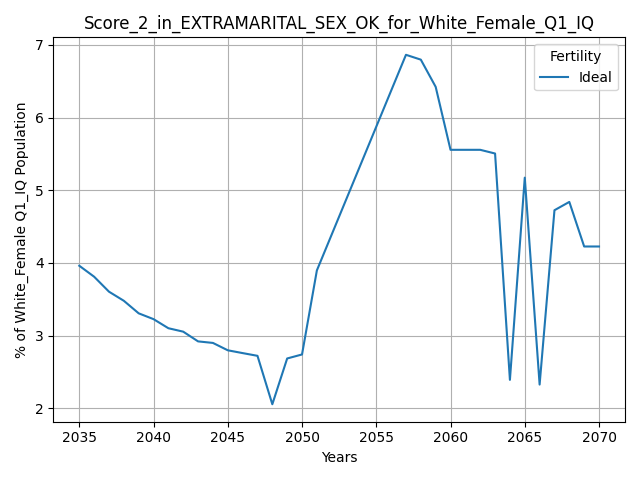 Score_2_in_EXTRAMARITAL_SEX_OK_for_White_Female_Q1_IQ
Fertility
Ideal
% of White_Female Q1_IQ Population
7
6
5
4
3
2
2035 2040 2045 2050 2055 2060 2065 2070
Years